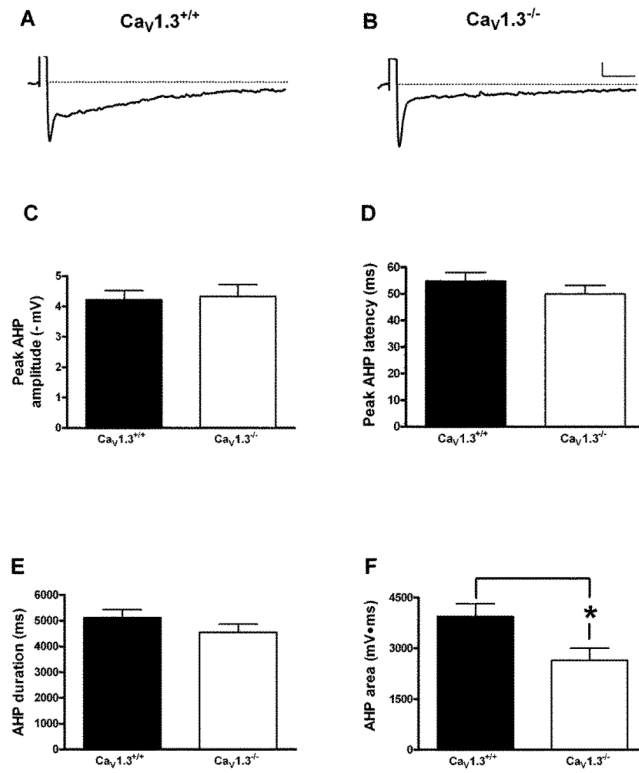 A
Caᵥ1.3⁺/⁺
B
Caᵥ1.3⁻/⁻
C
Peak AHP
amplitude (- mV)
5
4
3
2
1
0
Caᵥ1.3⁺/⁺
Caᵥ1.3⁻/⁻
D
Peak AHP latency (ms)
60
50
40
30
20
10
0
Caᵥ1.3⁺/⁺
Caᵥ1.3⁻/⁻
E
AHP duration (ms)
6000
5000
4000
3000
2000
1000
0
Caᵥ1.3⁺/⁺
Caᵥ1.3⁻/⁻
F
AHP area (mV•ms)
4500
3000
1500
0
*
Caᵥ1.3⁺/⁺
Caᵥ1.3⁻/⁻